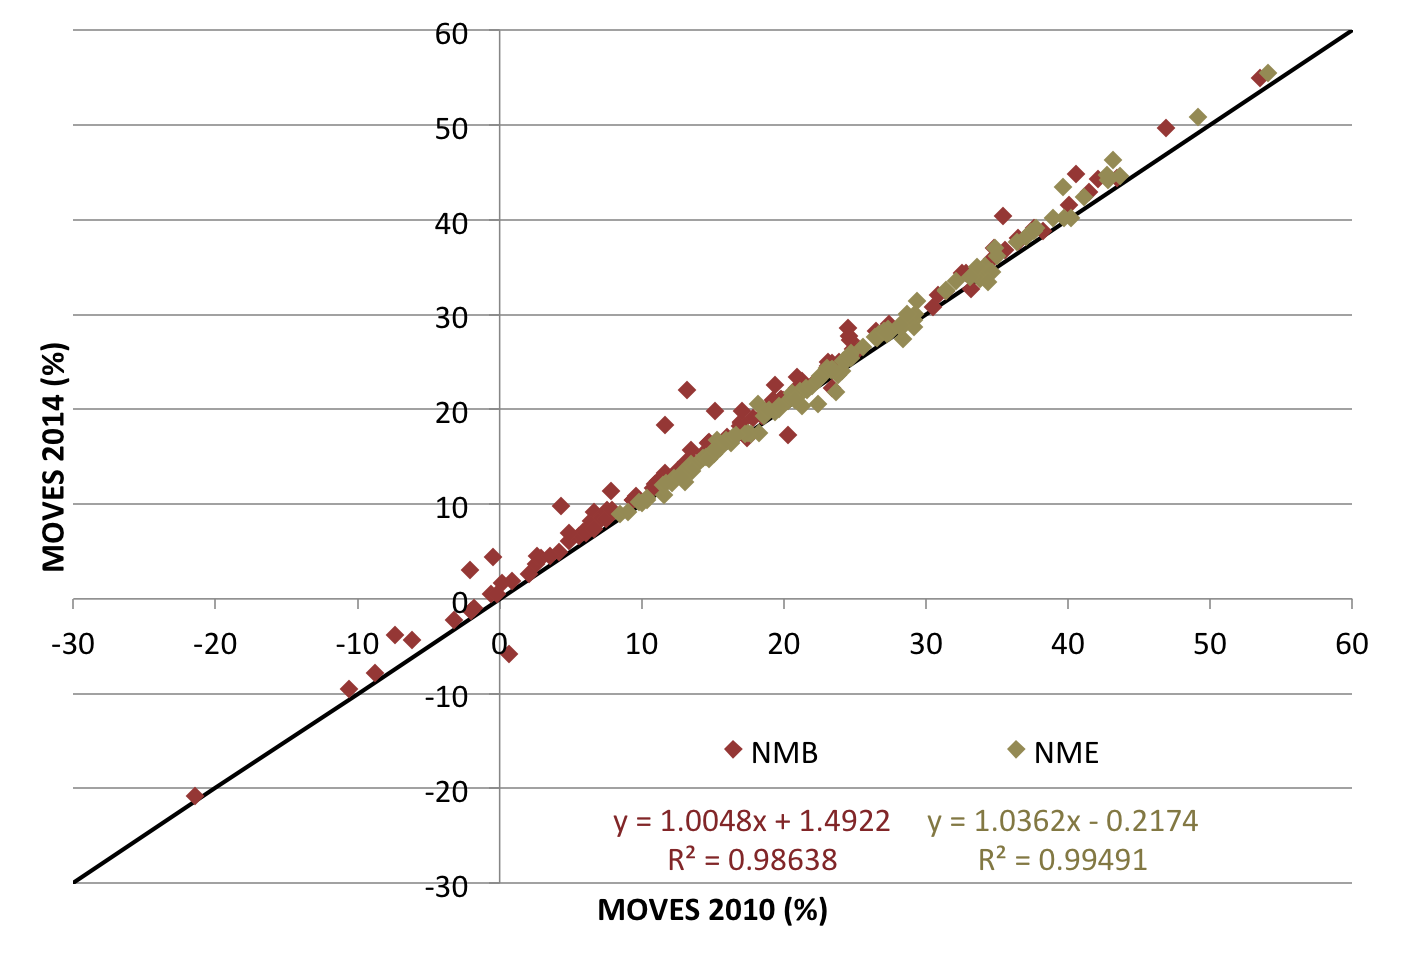 60
50
40
30
20
10
0
-30 -20 -10 0 10 20 30 40 50 60
-10
-20
-30
MOVES 2014 (%)
NMB NME
y = 1.0048x + 1.4922 y = 1.0362x - 0.2174
R² = 0.98638 R² = 0.99491
MOVES 2010 (%)